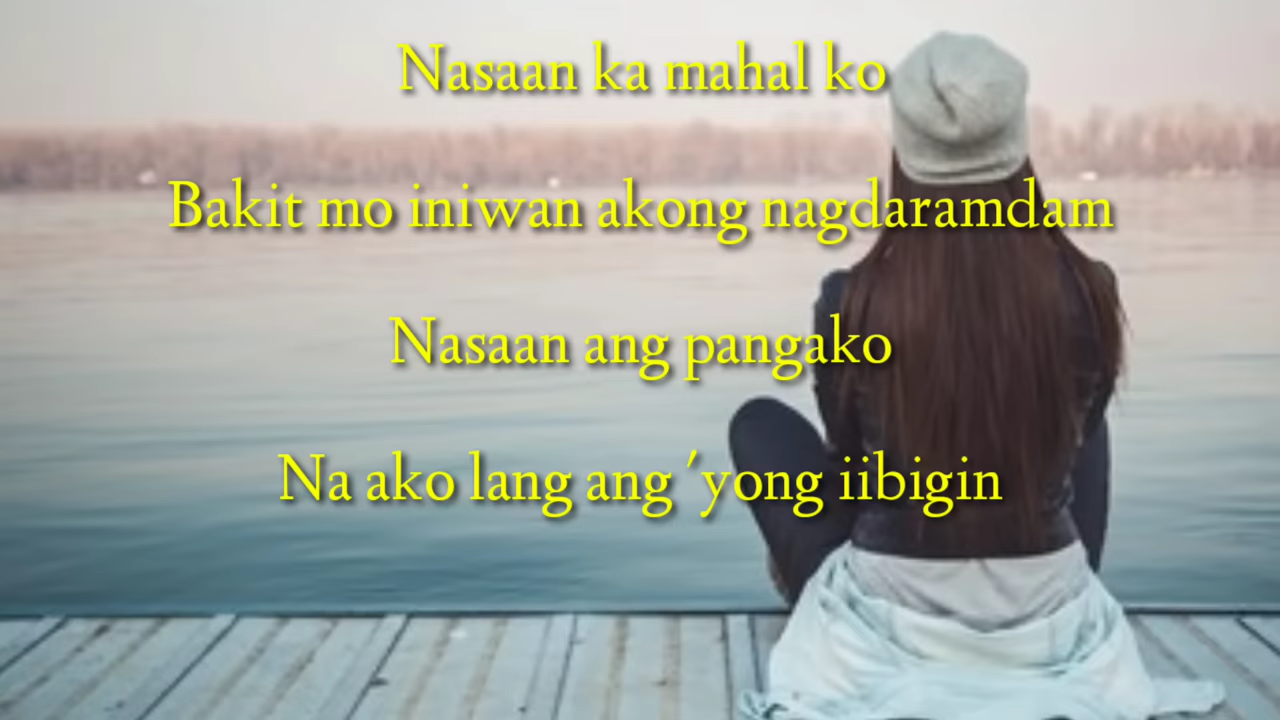 Nasaan ka mahal ko
Bakit mo iniwan akong nagdaramdam
Nasaan ang pangako
Na ako lang ang 'yong iibigin